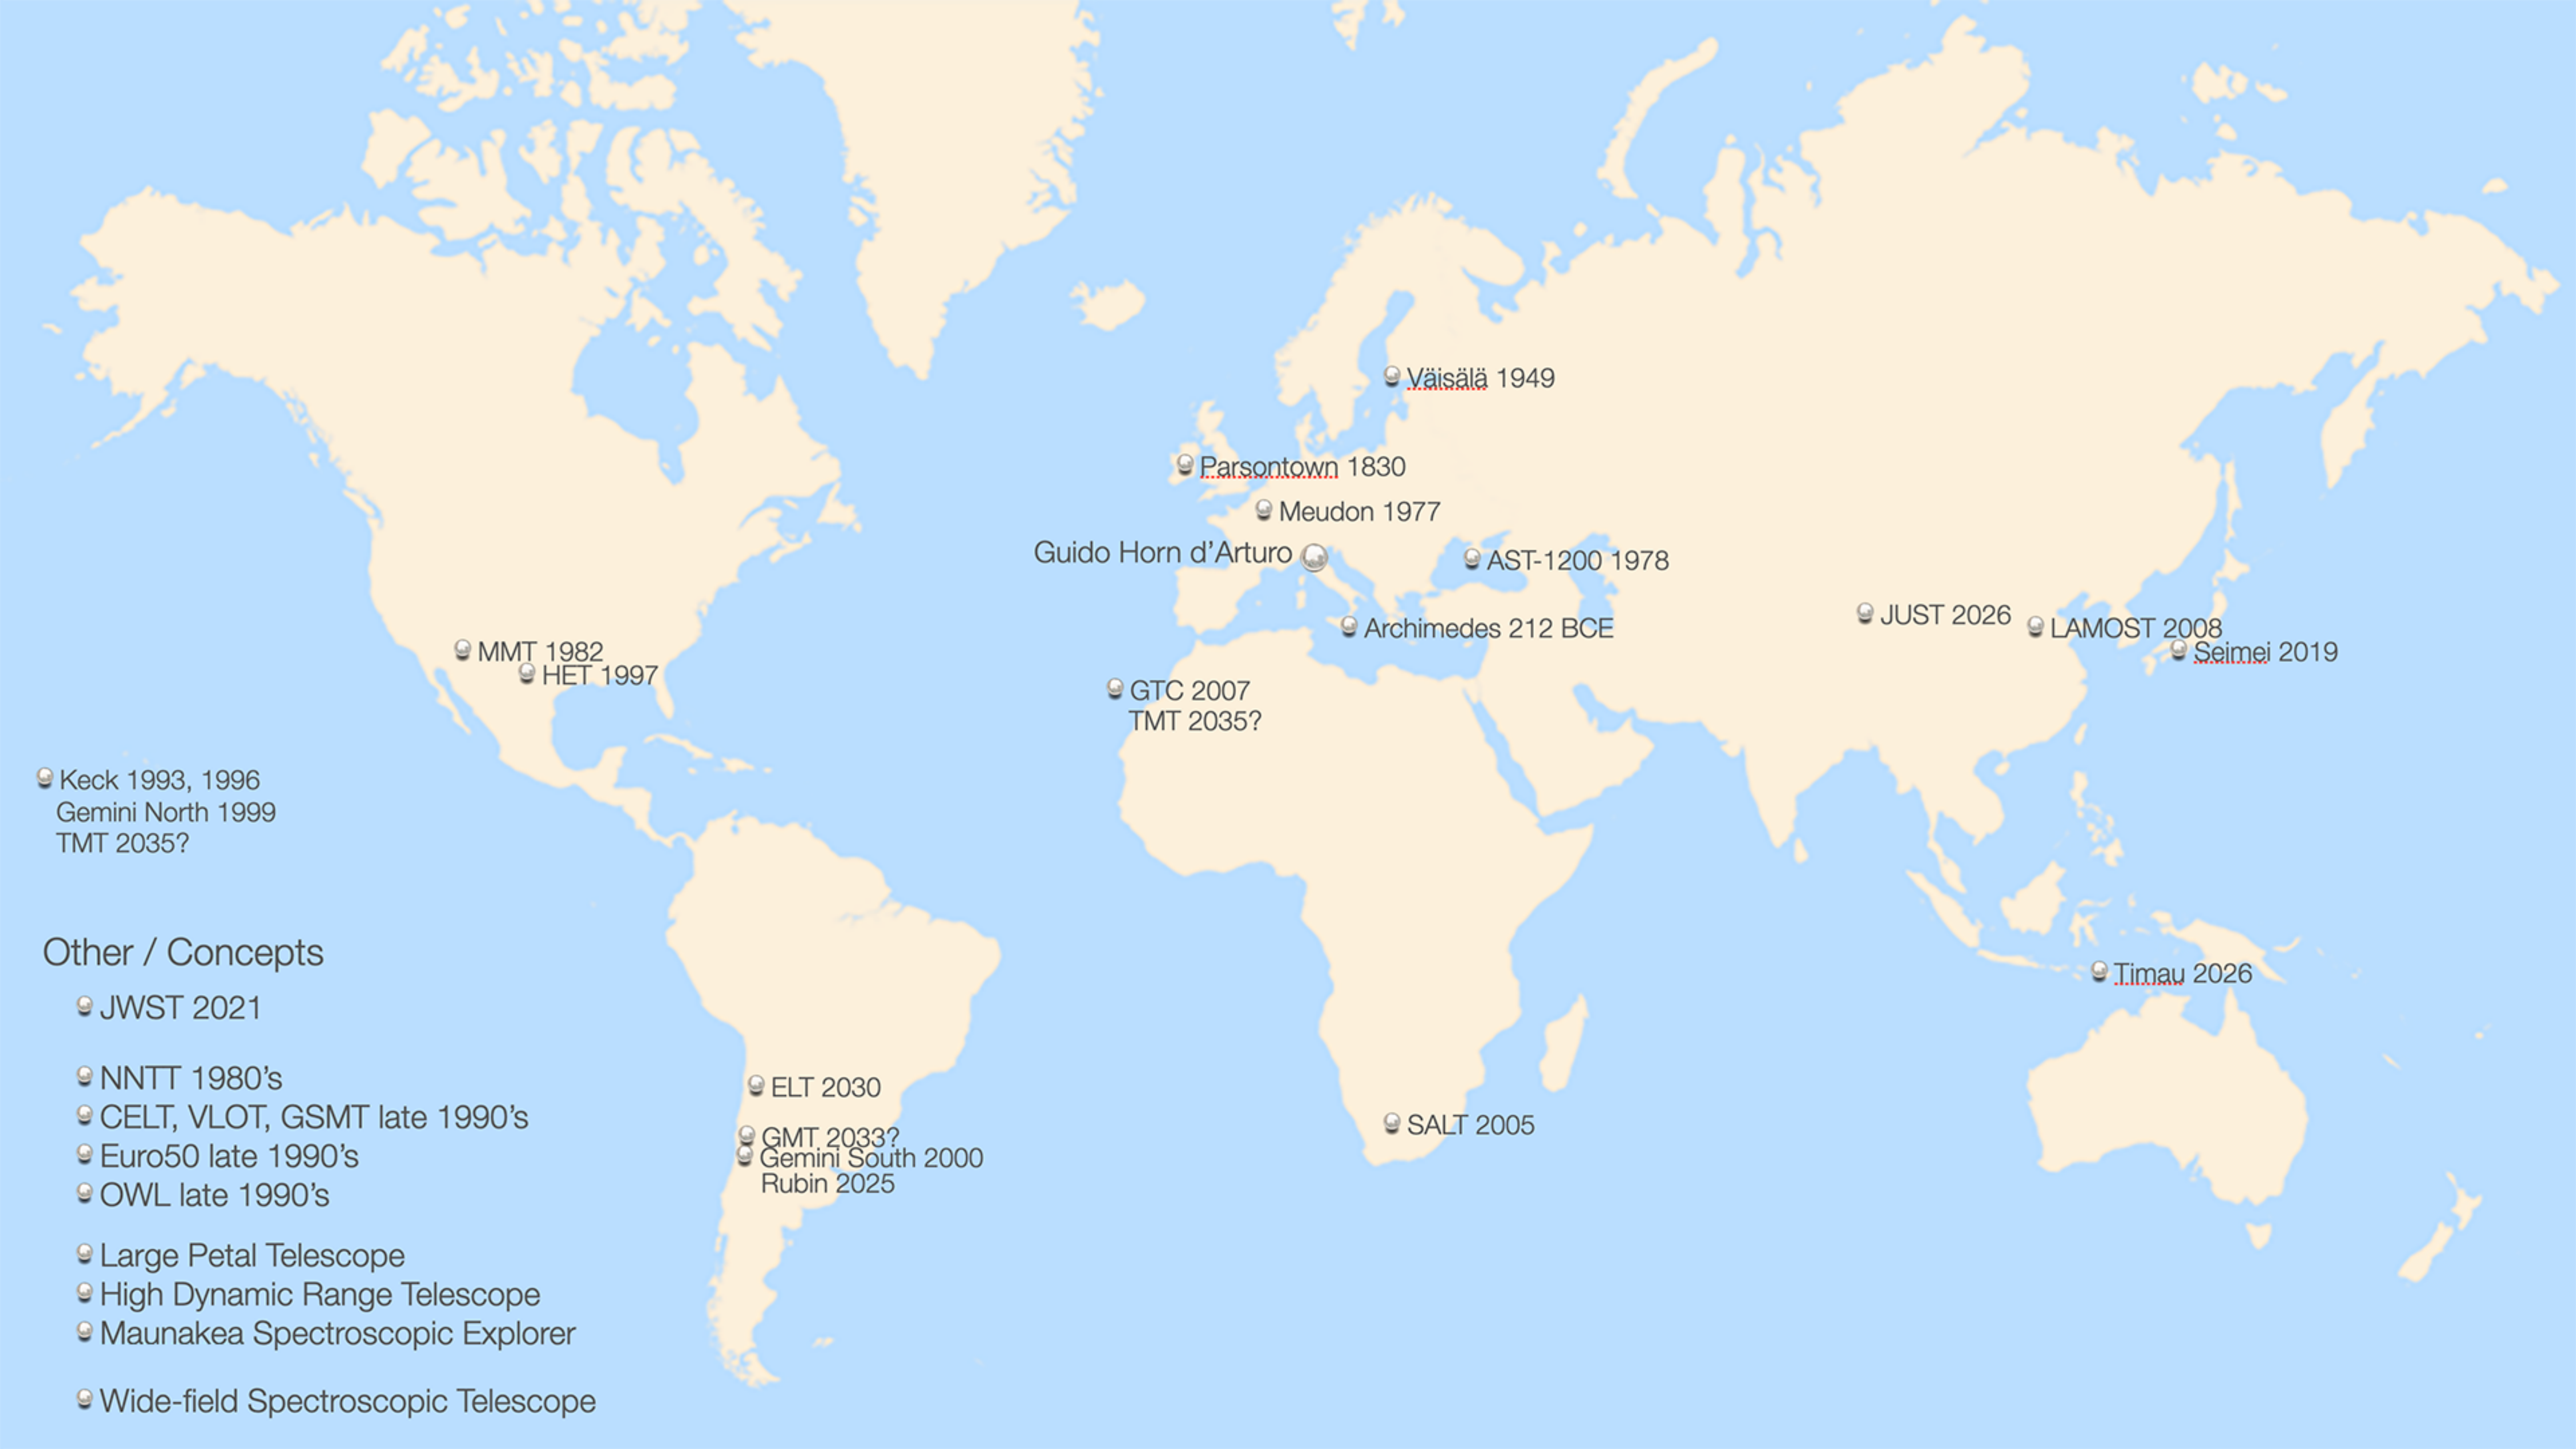 Väisälä 1949
Parsontown 1830
Meudon 1977
Guido Horn d’Arturo
AST-1200 1978
JUST 2026
LAMOST 2008
Archimedes 212 BCE
MMT 1982
Seimei 2019
HET 1997
GTC 2007
TMT 2035?
Keck 1993, 1996
Gemini North 1999
TMT 2035?
Other / Concepts
Timau 2026
JWST 2021
NNTT 1980’s
ELT 2030
CELT, VLOT, GSMT late 1990’s
SALT 2005
GMT 2033?
Euro50 late 1990’s
Gemini South 2000
Rubin 2025
OWL late 1990’s
Large Petal Telescope
High Dynamic Range Telescope
Maunakea Spectroscopic Explorer
Wide-field Spectroscopic Telescope